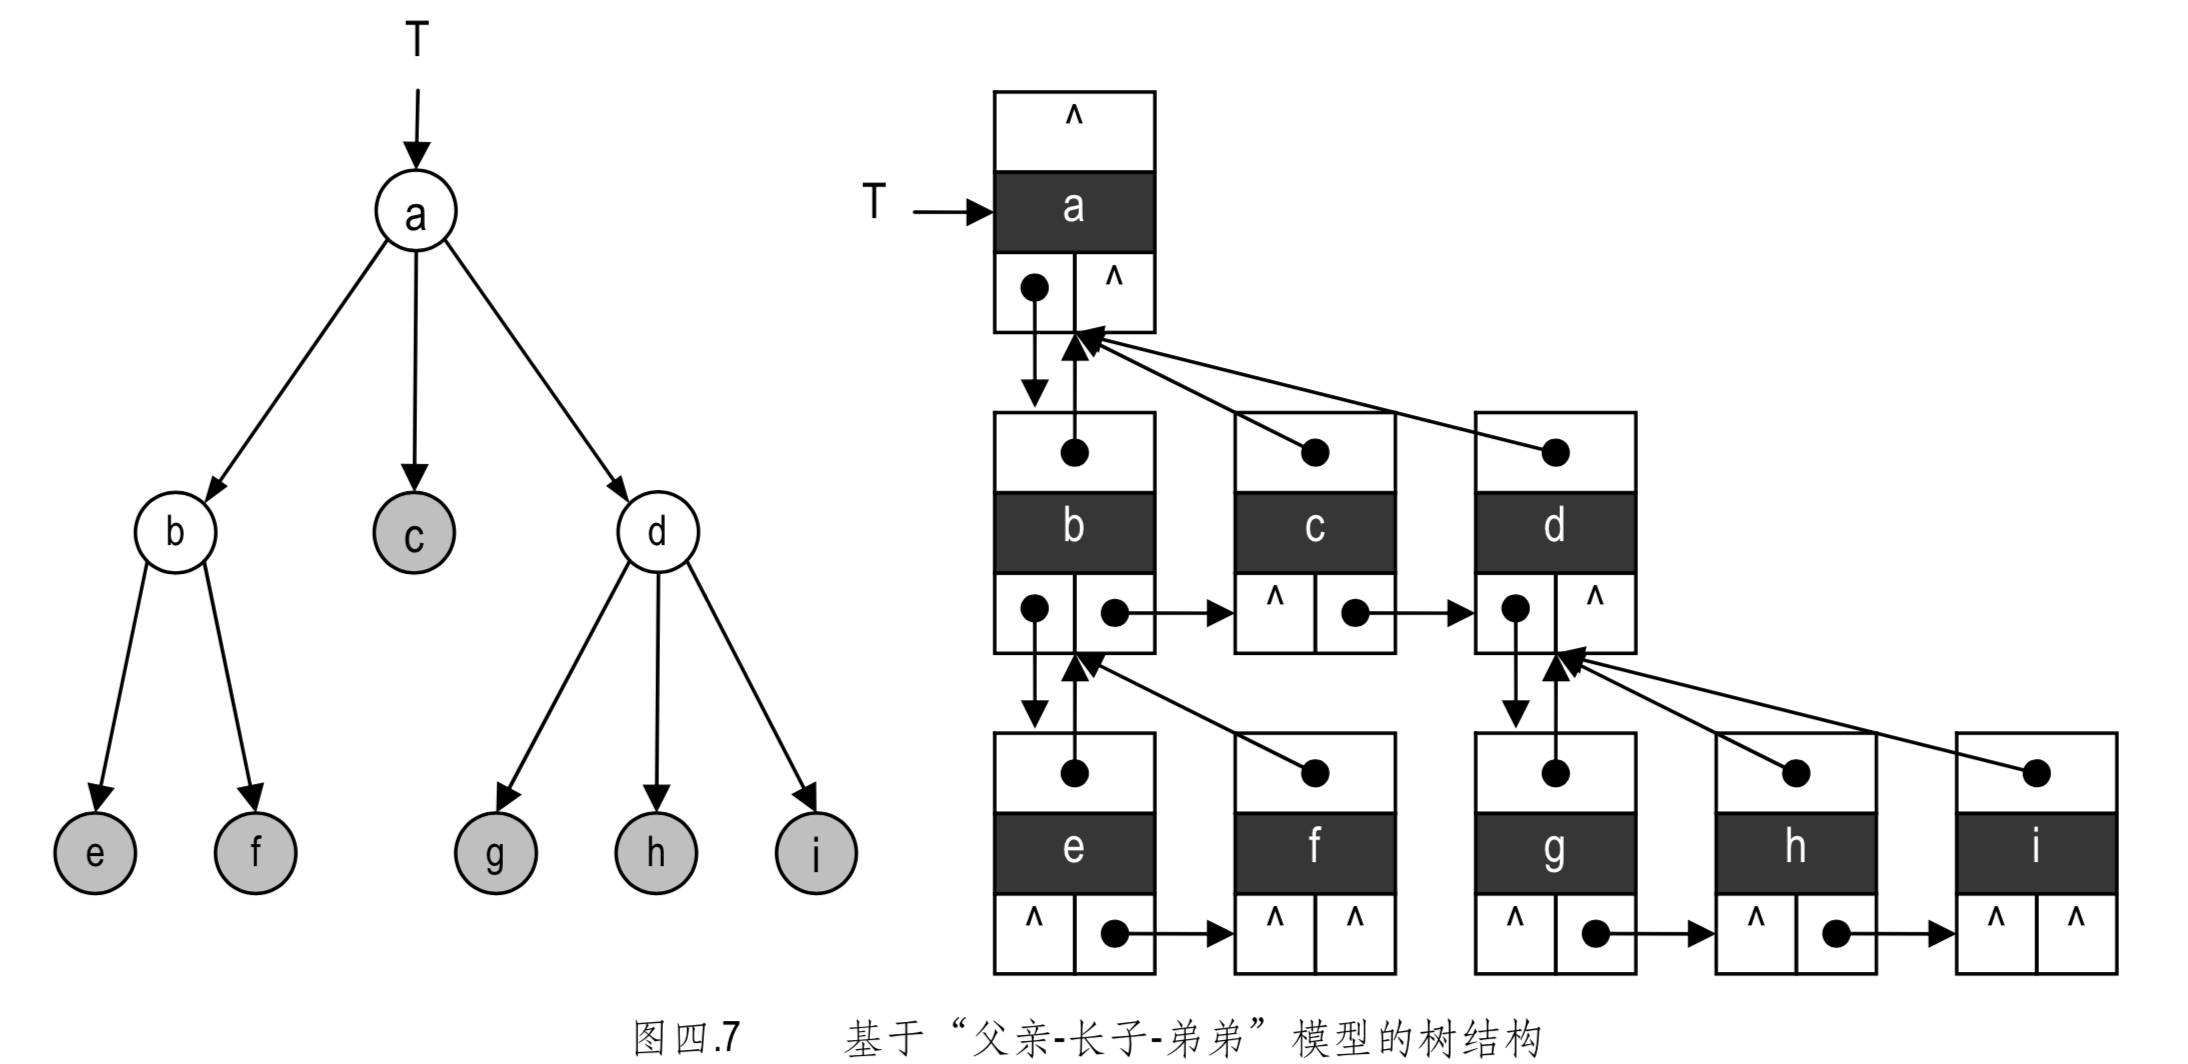 T
a
b c d
e f g h i
^
T a
^
b c d
^ ^
e f g h i
^ ^ ^ ^ ^ ^ ^
图四.7 基于“父亲-长子-弟弟”模型的树结构